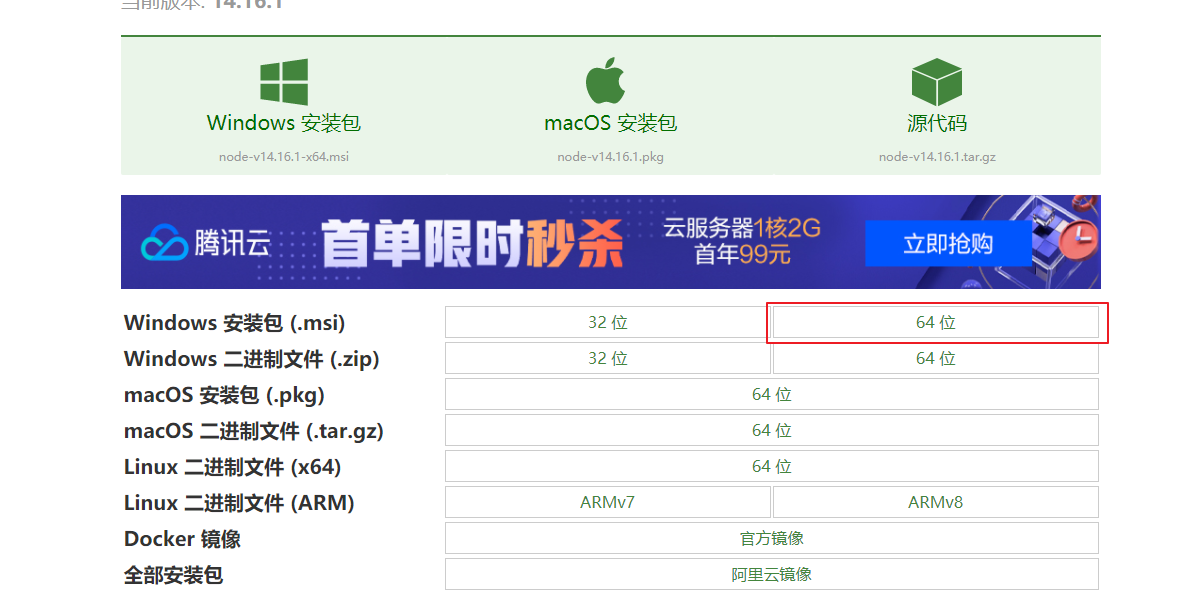 当前版本: 14.16.1
Windows 安装包
macOS 安装包
源代码
node-v14.16.1-x64.msi
node-v14.16.1.pkg
node-v14.16.1.tar.gz
腾讯云
首单限时秒杀
云服务器1核2G
首年99元
立即抢购
Windows 安装包 (.msi) 32 位 64 位
Windows 二进制文件 (.zip) 32 位 64 位
macOS 安装包 (.pkg) 64 位
macOS 二进制文件 (.tar.gz) 64 位
Linux 二进制文件 (x64) 64 位
Linux 二进制文件 (ARM) ARMv7 ARMv8
Docker 镜像 官方镜像
全部安装包 阿里云镜像